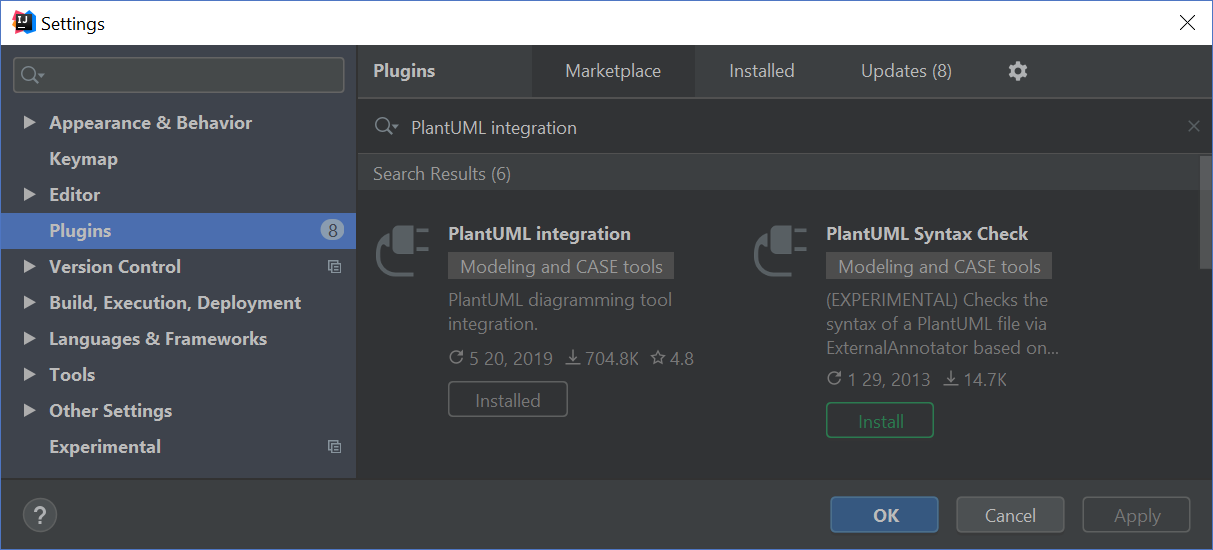 Settings
Plugins
Marketplace
Installed
Updates (8)
Appearance & Behavior
Keymap
Editor
Plugins
8
Version Control
Build, Execution, Deployment
Languages & Frameworks
Tools
Other Settings
Experimental
PlantUML integration
Search Results (6)
PlantUML integration
Modeling and CASE tools
PlantUML diagramming tool
integration.
5 20, 2019 704.8K 4.8
Installed
PlantUML Syntax Check
Modeling and CASE tools
(EXPERIMENTAL) Checks the
syntax of a PlantUML file via
ExternalAnnotator based on...
1 29, 2013 14.7K
Install
?
OK
Cancel
Apply